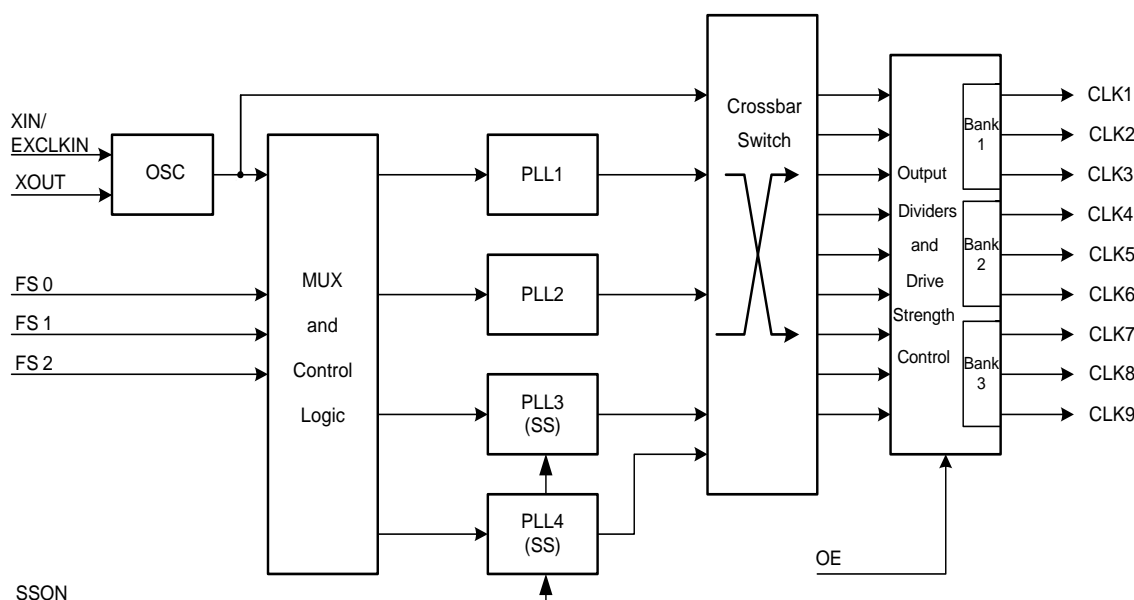 XIN/
EXCLKIN
XOUT
OSC
FS 0
FS 1
FS 2
SSON
MUX
and
Control
Logic
PLL1
PLL2
PLL3
(SS)
PLL4
(SS)
Crossbar
Switch
Output
Dividers
and
Drive
Strength
Control
Bank
1
Bank
2
Bank
3
OE
CLK1
CLK2
CLK3
CLK4
CLK5
CLK6
CLK7
CLK8
CLK9